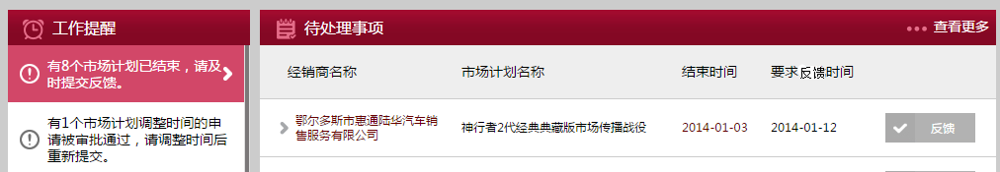 工作提醒
有8个市场计划已结束，请及
时提交反馈。
有1个市场计划调整时间的申
请被审批通过，请调整时间后
重新提交。
待处理事项
查看更多
经销商名称 市场计划名称 结束时间 要求反馈时间
鄂尔多斯市惠通陆华汽车销
售服务有限公司
神行者2代经典典藏版市场传播战役 2014-01-03 2014-01-12 反馈